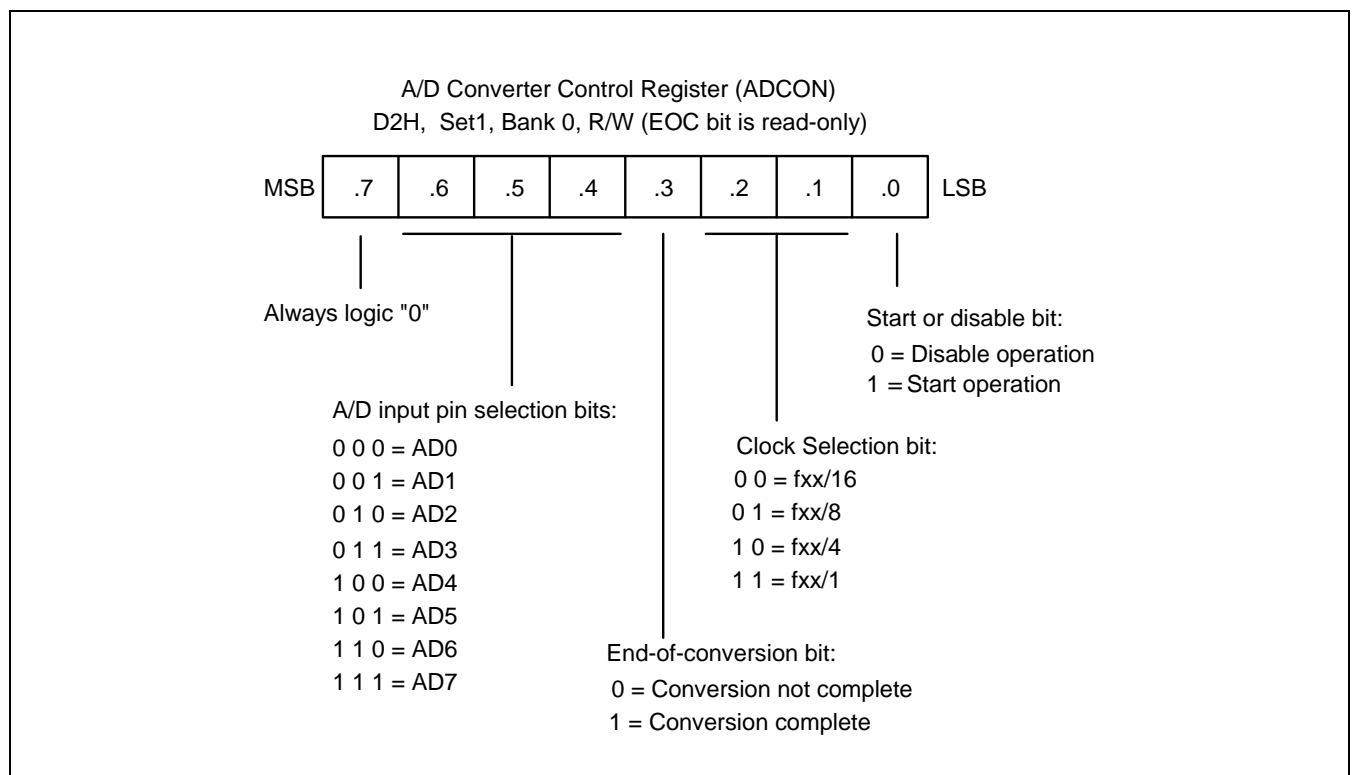 A/D Converter Control Register (ADCON)
D2H, Set1, Bank 0, R/W (EOC bit is read-only)
MSB .7 .6 .5 .4 .3 .2 .1 .0 LSB
Always logic "0"
A/D input pin selection bits:
0 0 0 = AD0
0 0 1 = AD1
0 1 0 = AD2
0 1 1 = AD3
1 0 0 = AD4
1 0 1 = AD5
1 1 0 = AD6
1 1 1 = AD7
End-of-conversion bit:
0 = Conversion not complete
1 = Conversion complete
Clock Selection bit:
0 0 = fxx/16
0 1 = fxx/8
1 0 = fxx/4
1 1 = fxx/1
Start or disable bit:
0 = Disable operation
1 = Start operation